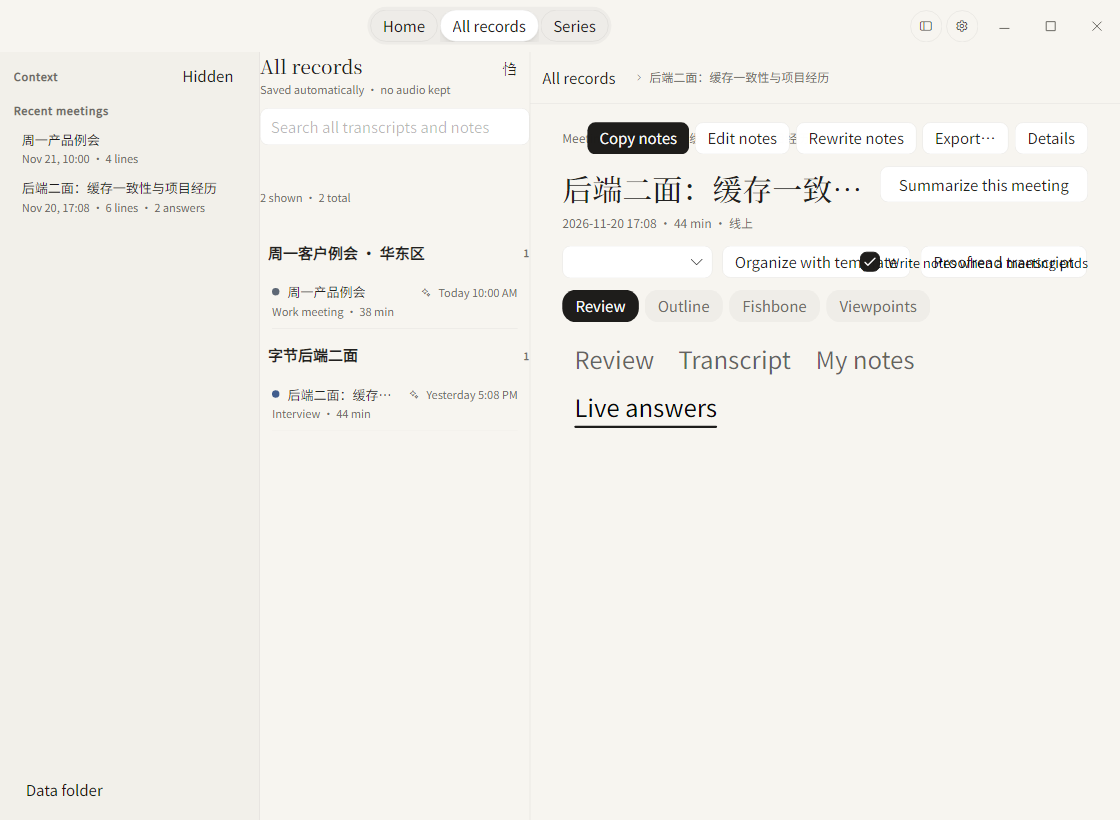 Home
All records
Series
Context
Hidden
Recent meetings
周一产品例会
Nov 21, 10:00 • 4 lines
后端二面：缓存一致性与项目经历
Nov 20, 17:08 • 6 lines • 2 answers
Data folder
All records
Saved automatically • no audio kept
Search all transcripts and notes
2 shown • 2 total
周一客户例会 • 华东区
1
周一产品例会
Today 10:00 AM
Work meeting • 38 min
字节后端二面
1
后端二面：缓存…
Yesterday 5:08 PM
Interview • 44 min
All records
后端二面：缓存一致性与项目经历
Copy notes
Edit notes
Rewrite notes
Export…
Details
后端二面：缓存一致…
Summarize this meeting
2026-11-20 17:08 • 44 min • 线上
Organize with template
Write notes when a meeting ends
Proofread transcript
Review
Outline
Fishbone
Viewpoints
Review
Transcript
My notes
Live answers